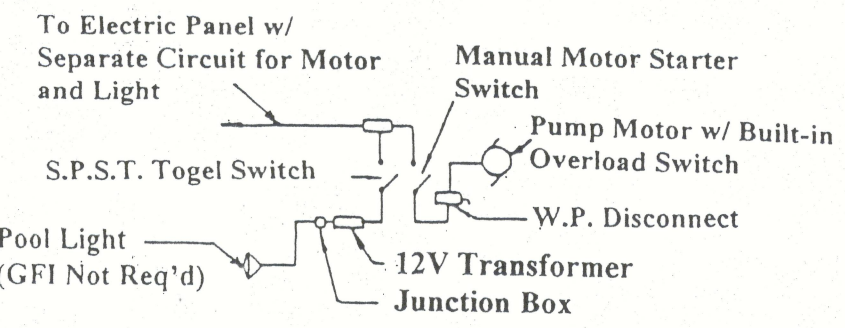 To Electric Panel w/
Separate Circuit for Motor
and Light
Manual Motor Starter
Switch
Pump Motor w/ Built-in
Overload Switch
S.P.S.T. Togel Switch
W.P. Disconnect
Pool Light
(GFI Not Req'd)
12V Transformer
Junction Box